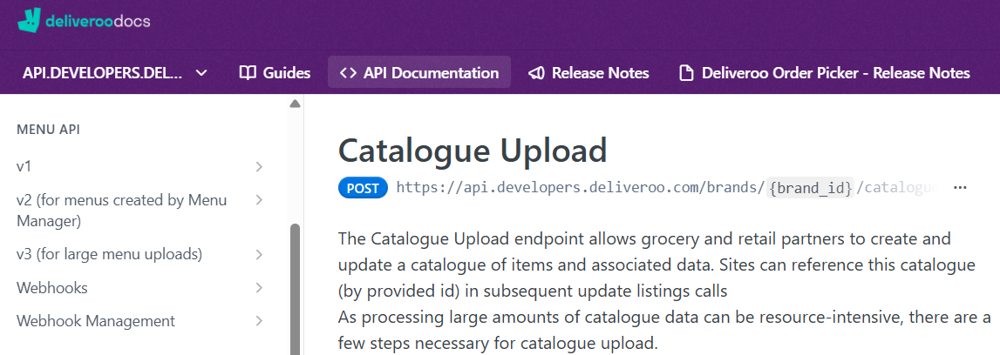 deliveroodocs
API.DEVELOPERS.DEL...
Guides
<> API Documentation
Release Notes
Deliveroo Order Picker - Release Notes
MENU API
v1
v2 (for menus created by Menu
Manager)
v3 (for large menu uploads)
Webhooks
Webhook Management
Catalogue Upload
POST https://api.developers.deliveroo.com/brands/{brand_id}/catalogue ...
The Catalogue Upload endpoint allows grocery and retail partners to create and
update a catalogue of items and associated data. Sites can reference this catalogue
(by provided id) in subsequent update listings calls
As processing large amounts of catalogue data can be resource-intensive, there are a
few steps necessary for catalogue upload.